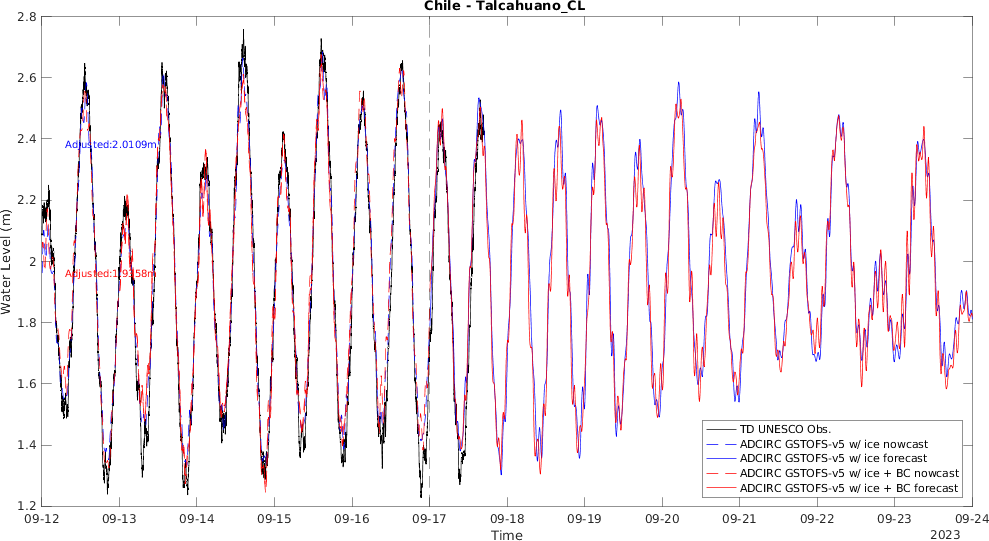 Chile - Talcahuano_CL
2.8
2.6
2.4
2.2
2
1.8
1.6
1.4
1.2
Water Level (m)
Adjusted:2.0109m
Adjusted:1.9358m
TD UNESCO Obs.
ADCIRC GSTOFS-v5 w/ ice nowcast
ADCIRC GSTOFS-v5 w/ ice forecast
ADCIRC GSTOFS-v5 w/ ice + BC nowcast
ADCIRC GSTOFS-v5 w/ ice + BC forecast
09-12 09-13 09-14 09-15 09-16 09-17 09-18 09-19 09-20 09-21 09-22 09-23 09-24
Time
2023